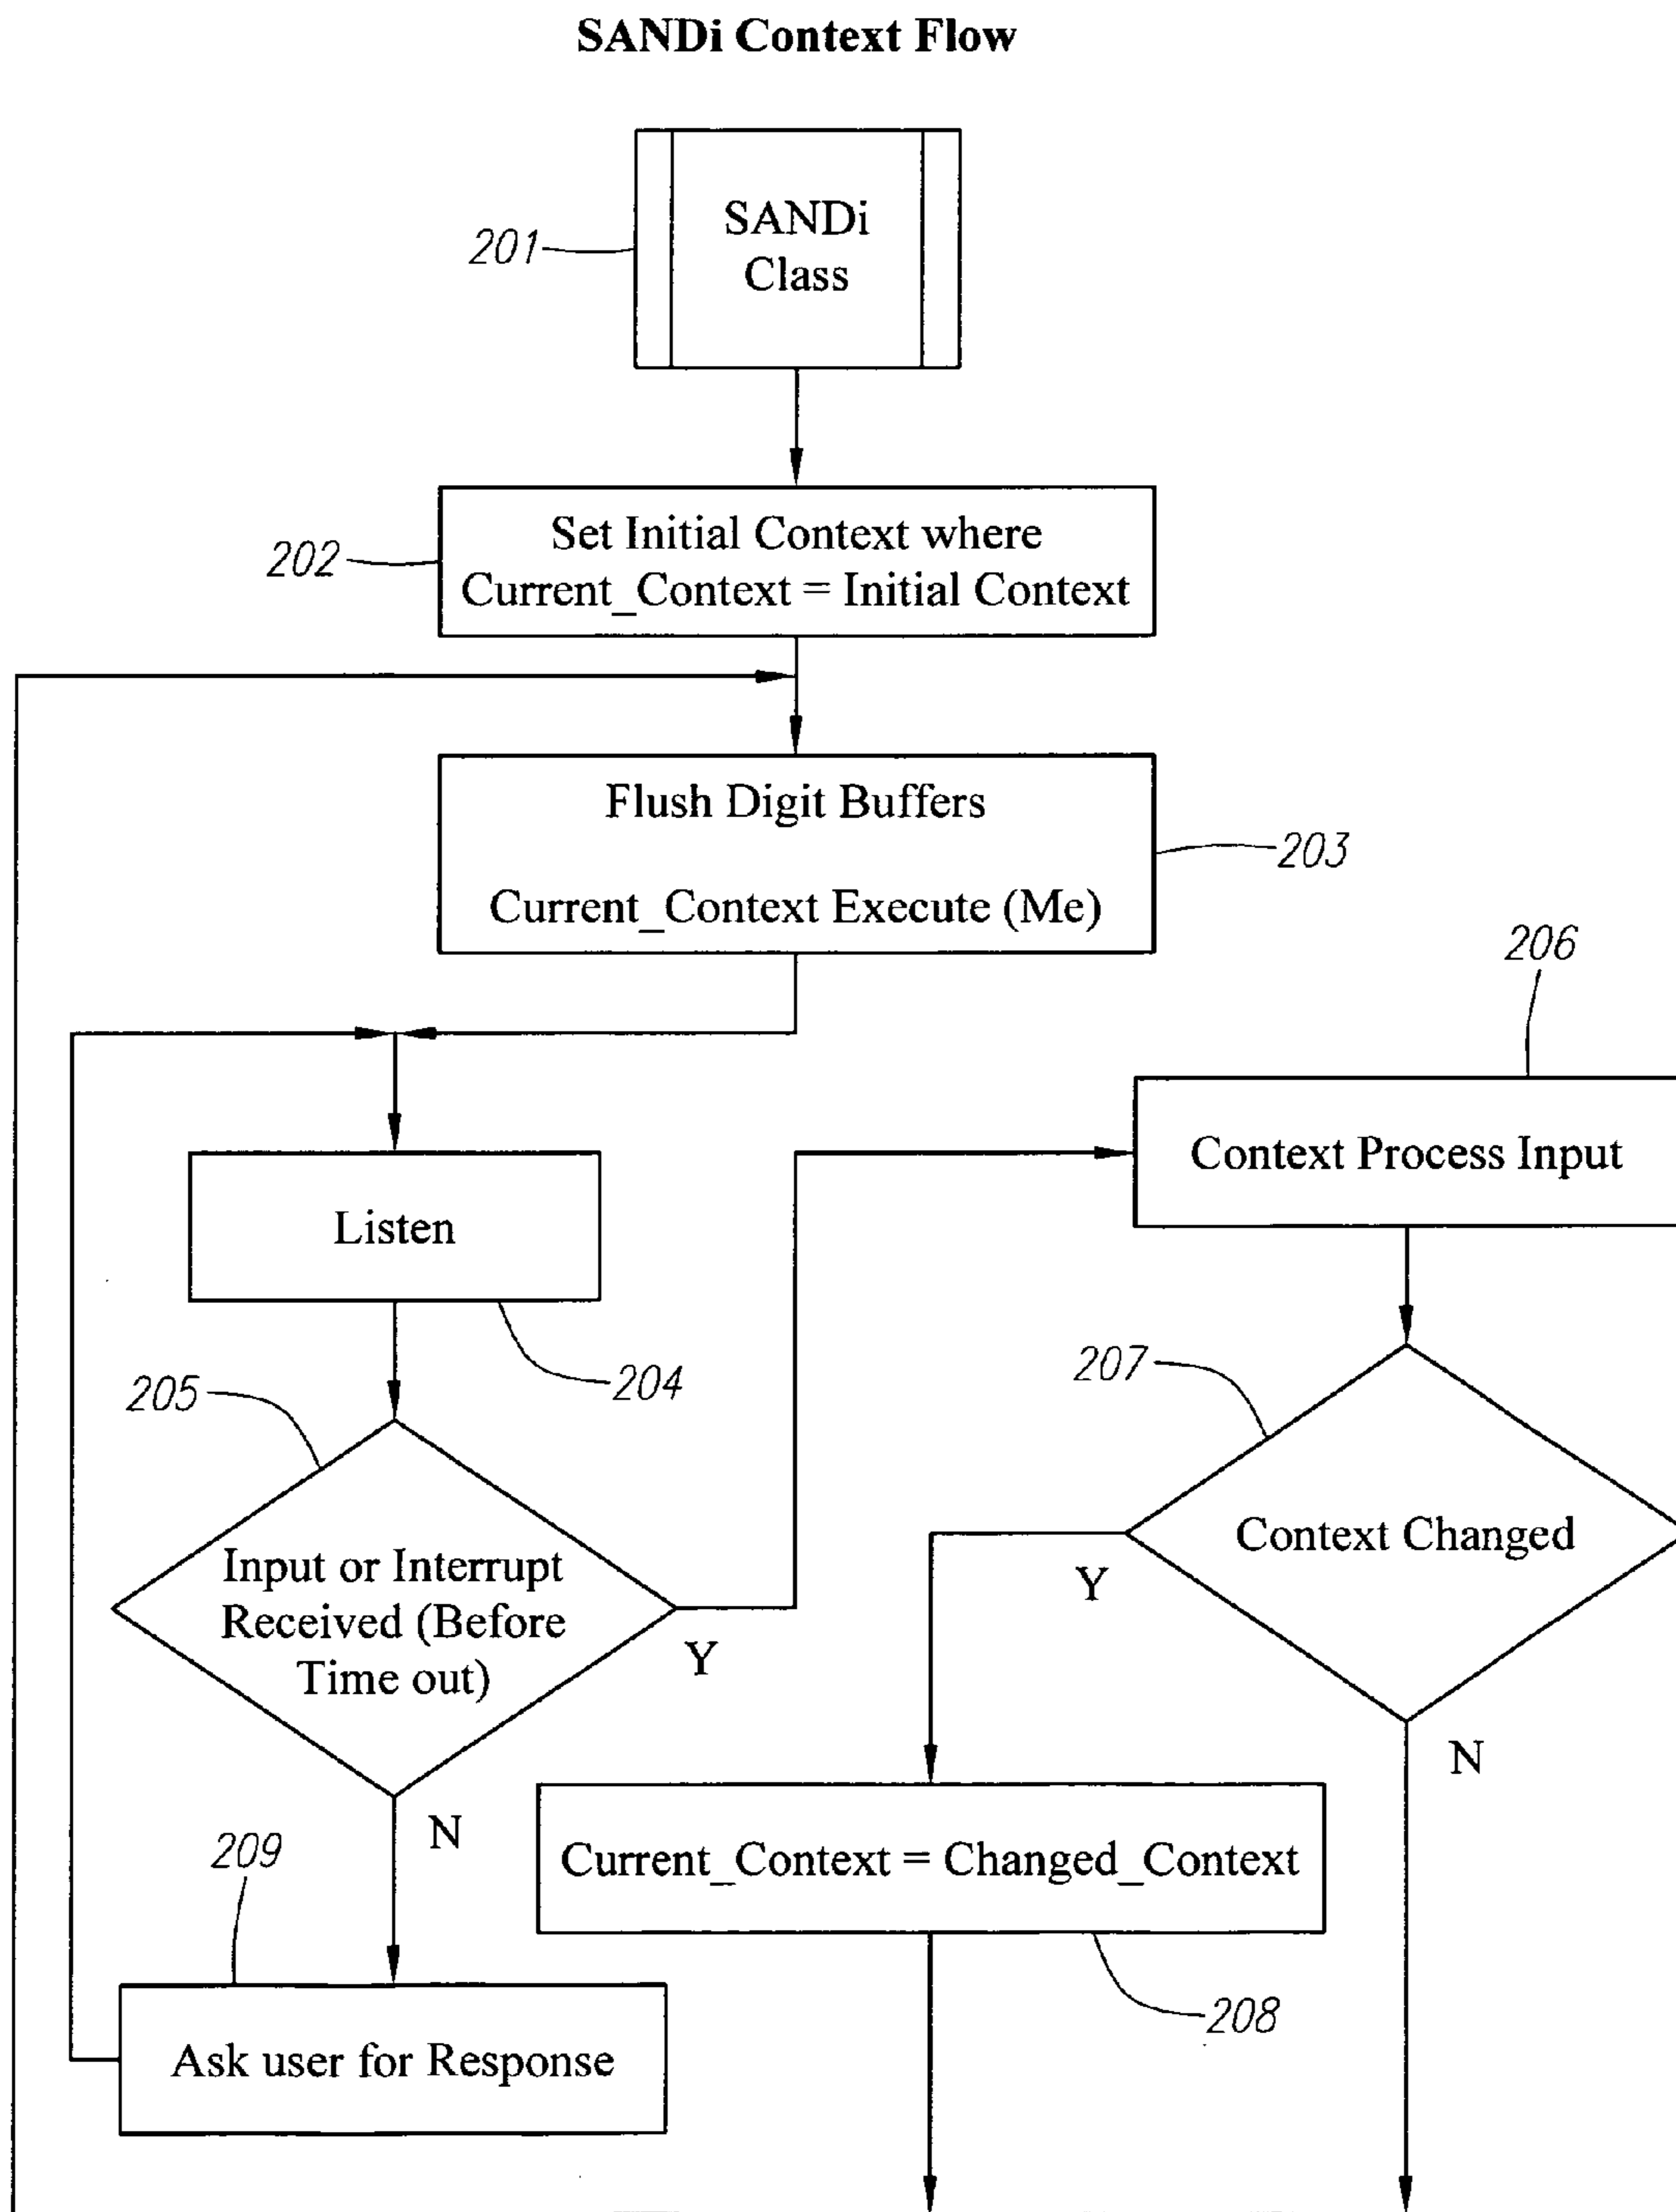 SANDi Context Flow
SANDi
Class
201
Set Initial Context where
Current_Context = Initial Context
202
Flush Digit Buffers
Current_Context Execute (Me)
203
206
Context Process Input
Listen
204
205
207
Input or Interrupt
Received (Before
Time out)
Y
N
Context Changed
Y
N
Current_Context = Changed_Context
208
209
Ask user for Response